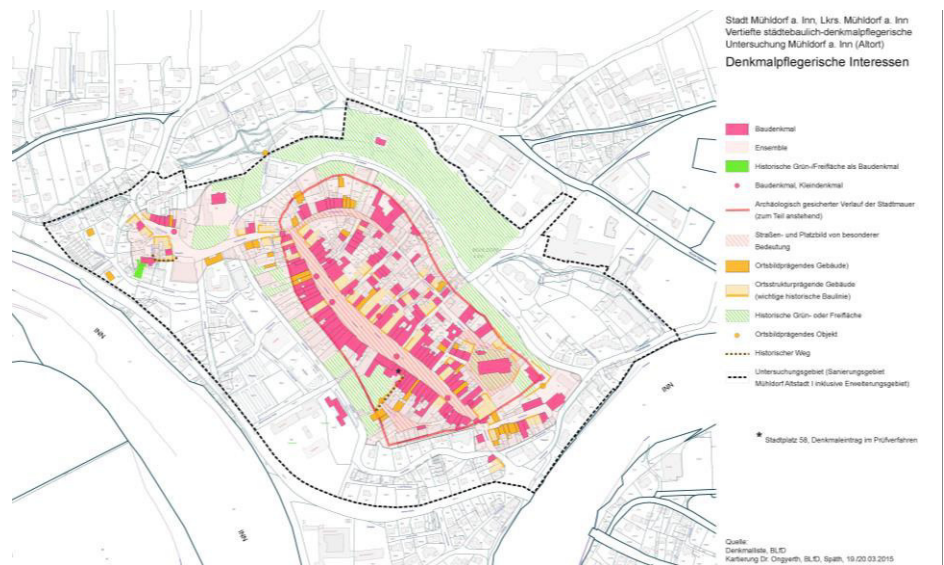 Stadt Mühldorf a. Inn, Lkrs. Mühldorf a. Inn
Vertiefte städtebaulich-denkmalpflegerische
Untersuchung Mühldorf a. Inn (Altort)
Denkmalpflegerische Interessen
Baudenkmal
Ensemble
Historische Grün-/Freifläche als Baudenkmal
Baudenkmal, Kleindenkmal
Archäologisch gesicherter Verlauf der Stadtmauer
(zum Teil anstehend)
Straßen- und Platzbild von besonderer
Bedeutung
Ortsbildprägendes Gebäude)
Ortsstrukturprägende Gebäude
(wichtige historische Baulinie)
Historische Grün- oder Freifläche
Ortsbildprägendes Objekt
Historischer Weg
Untersuchungsgebiet (Sanierungsgebiet
Mühldorf Altstadt I inklusive Erweiterungsgebiet)
* Stadtplatz 58, Denkmaleintrag im Prüfverfahren
Quelle:
Denkmalliste, BLfD
Kartierung Dr. Ongyerth, BLfD, Späth, 19./20.03.2015
INN
INN
INN
*